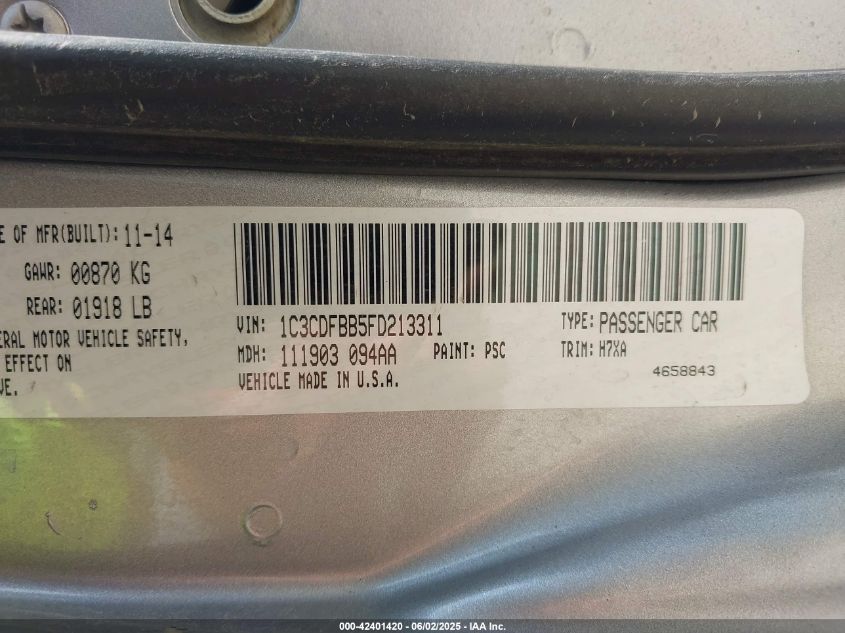 E OF MFR(BUILT): 11-14
GAWR: 00870 KG
REAR: 01918 LB
ERAL MOTOR VEHICLE SAFETY,
EFFECT ON
VE.
VIN: 1C3CDFBB5FD213311 TYPE: PASSENGER CAR
MDH: 111903 094AA PAINT: PSC TRIM: H7XA
VEHICLE MADE IN U.S.A. 4658843
000-42401420 - 06/02/2025 - IAA Inc.